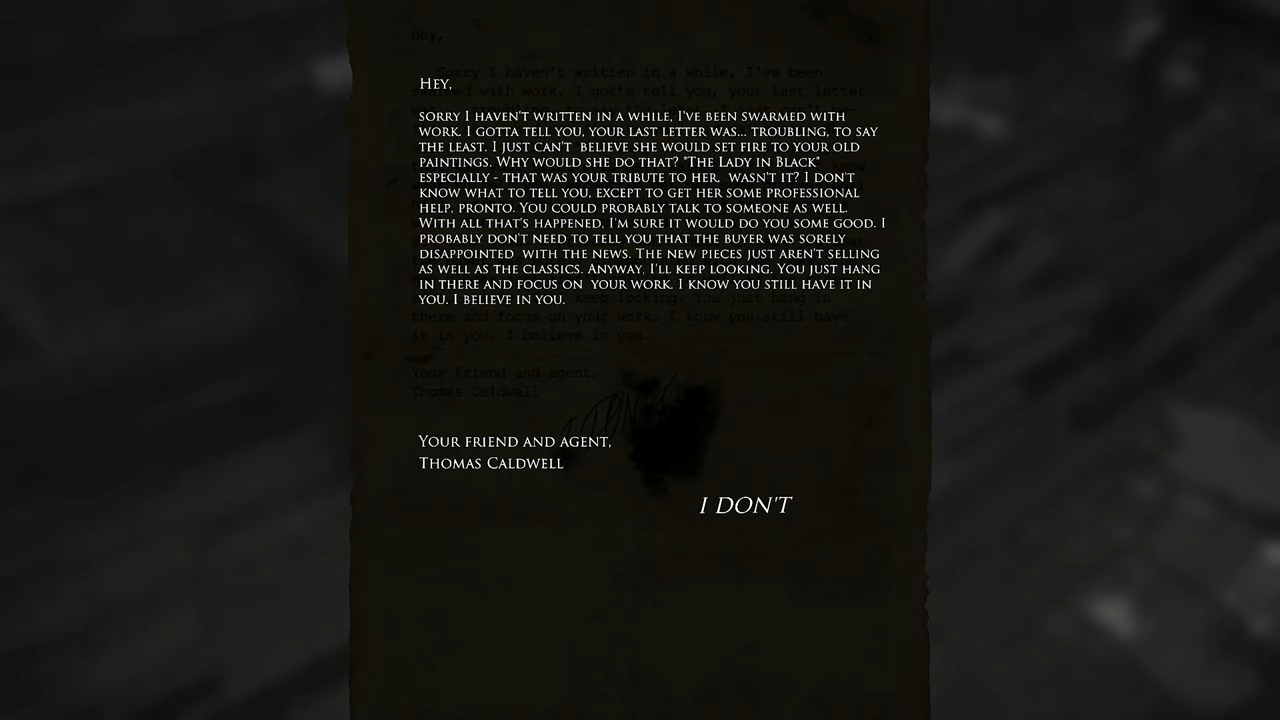 Hey,
sorry I haven't written in a while, I've been swarmed with
work. I gotta tell you, your last letter was... troubling, to say
the least. I just can't believe she would set fire to your old
paintings. Why would she do that? "The Lady in Black"
especially - that was your tribute to her, wasn't it? I don't
know what to tell you, except to get her some professional
help, pronto. You could probably talk to someone as well.
With all that's happened, I'm sure it would do you some good. I
probably don't need to tell you that the buyer was sorely
disappointed with the news. The new pieces just aren't selling
as well as the classics. Anyway, I'll keep looking. You just hang
in there and focus on your work. I know you still have it in
you. I believe in you.
Your friend and agent,
Thomas Caldwell
I DON'T